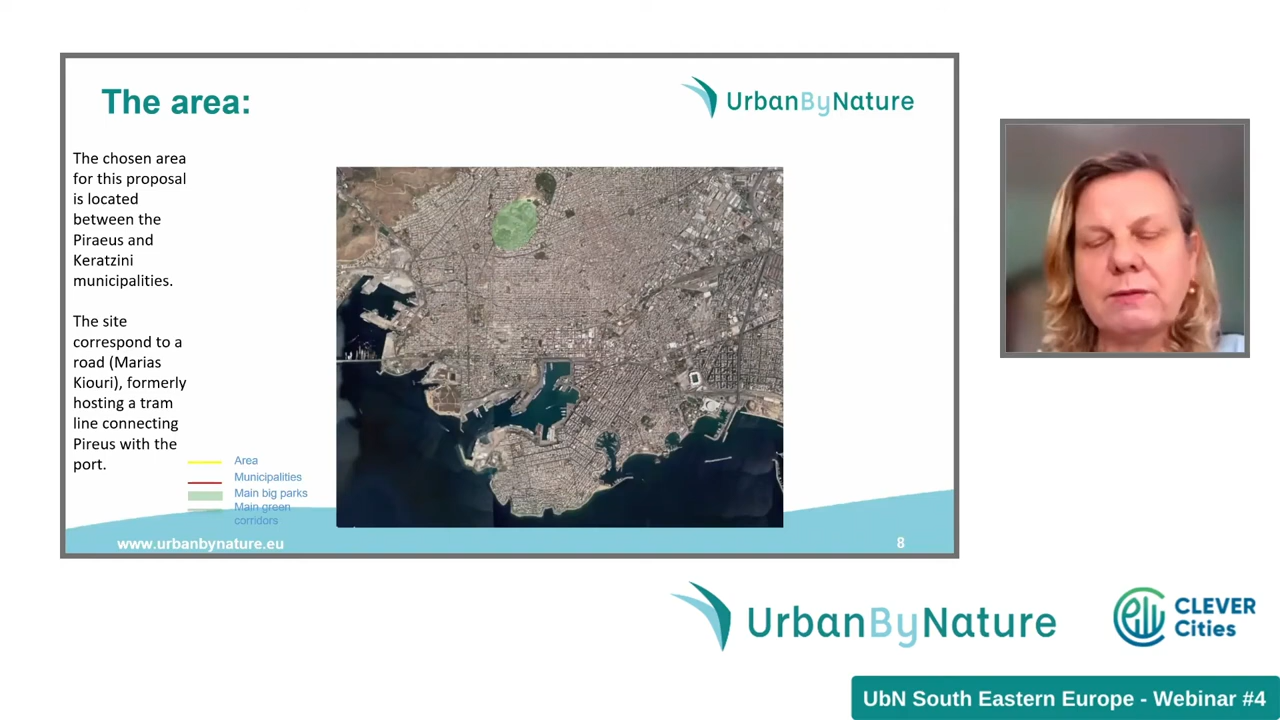 The area:
UrbanByNature
The chosen area
for this proposal
is located
between the
Piraeus and
Keratzini
municipalities.
The site
correspond to a
road (Marias
Kiouri), formerly
hosting a tram
line connecting
Pireus with the
port.
Area
Municipalities
Main big parks
Main green
corridors
www.urbanbynature.eu
8
UrbanByNature
CLEVER
Cities
UbN South Eastern Europe - Webinar #4